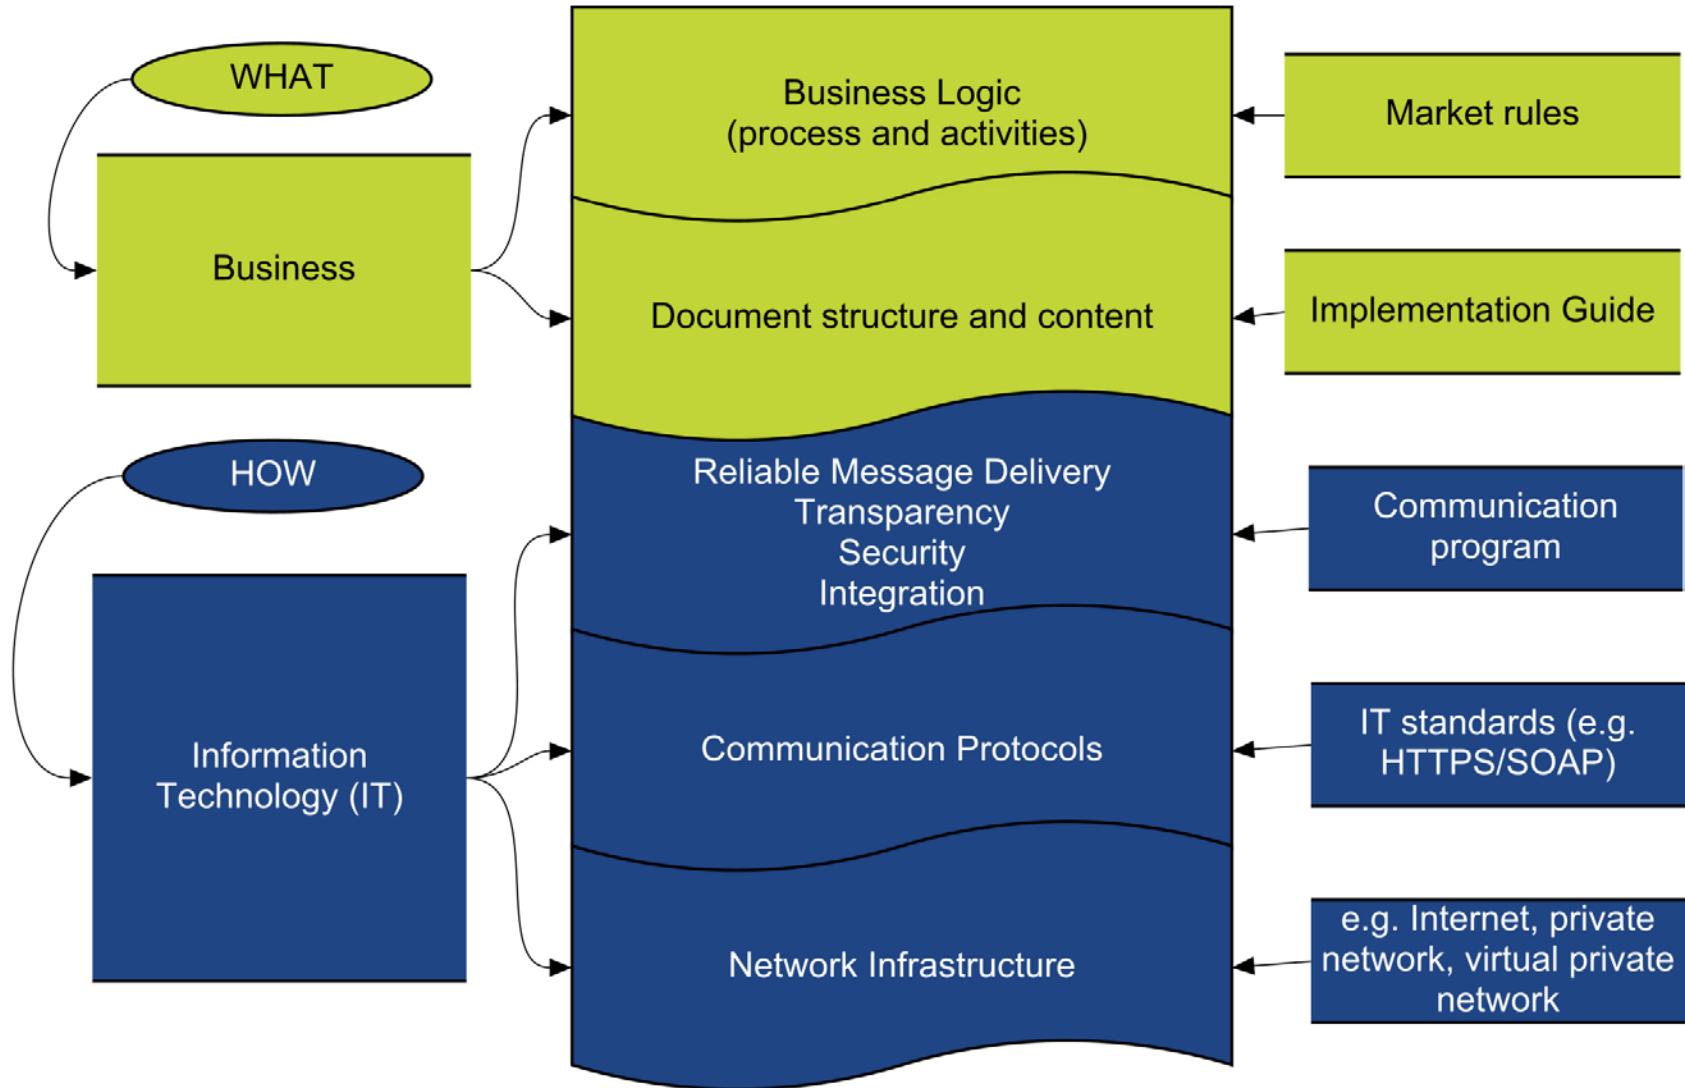 WHAT
Business
HOW
Information
Technology (IT)
Business Logic
(process and activities)
Document structure and content
Reliable Message Delivery
Transparency
Security
Integration
Communication Protocols
Network Infrastructure
Market rules
Implementation Guide
Communication
program
IT standards (e.g.
HTTPS/SOAP)
e.g. Internet, private
network, virtual private
network